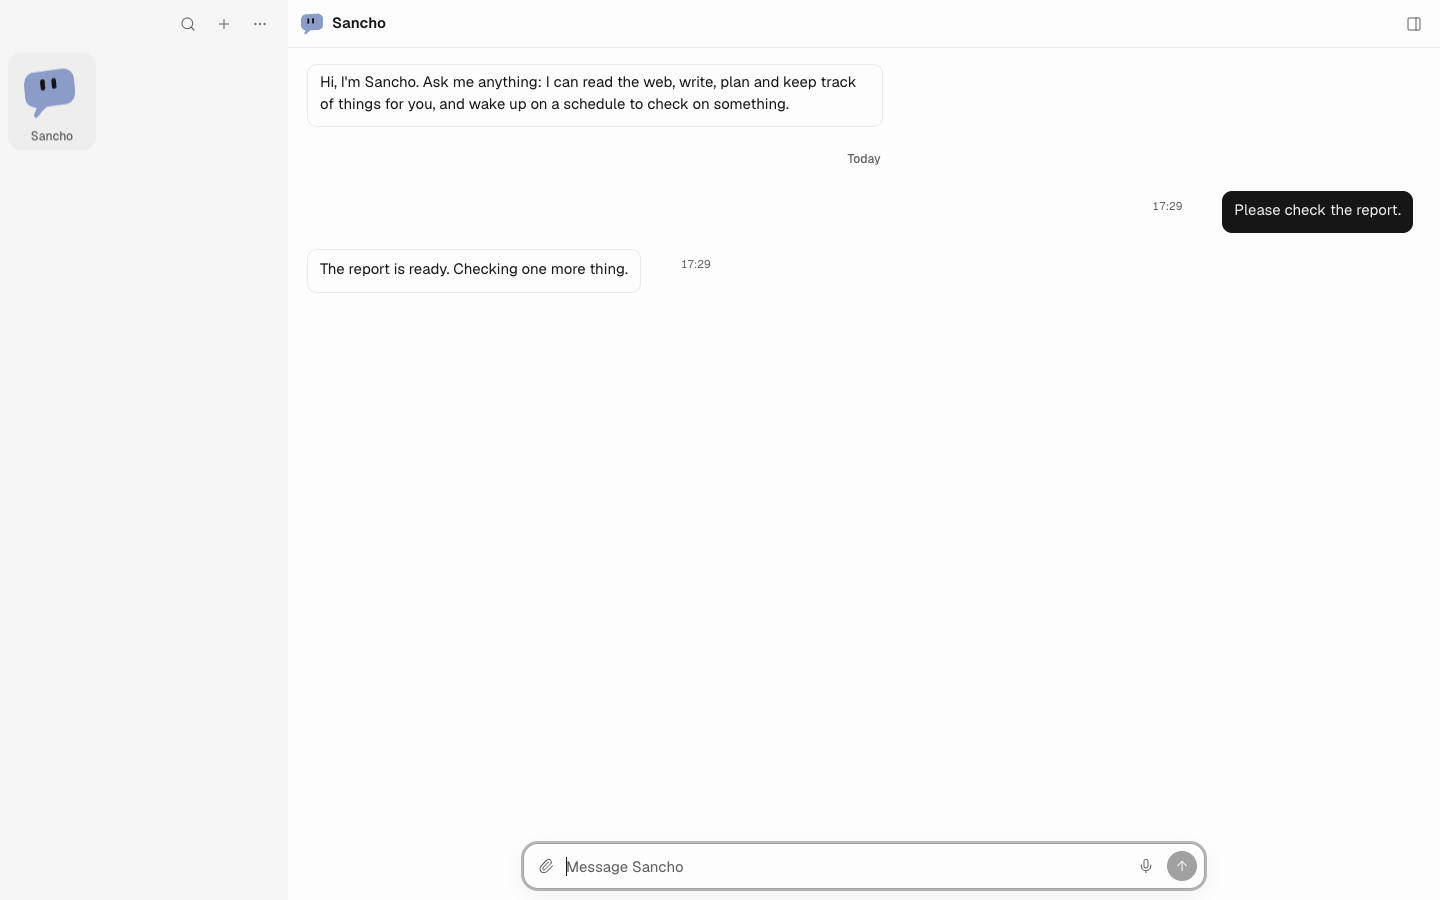 Sancho
Sancho
Hi, I'm Sancho. Ask me anything: I can read the web, write, plan and keep track
of things for you, and wake up on a schedule to check on something.
Today
17:29
Please check the report.
The report is ready. Checking one more thing.
17:29
Message Sancho